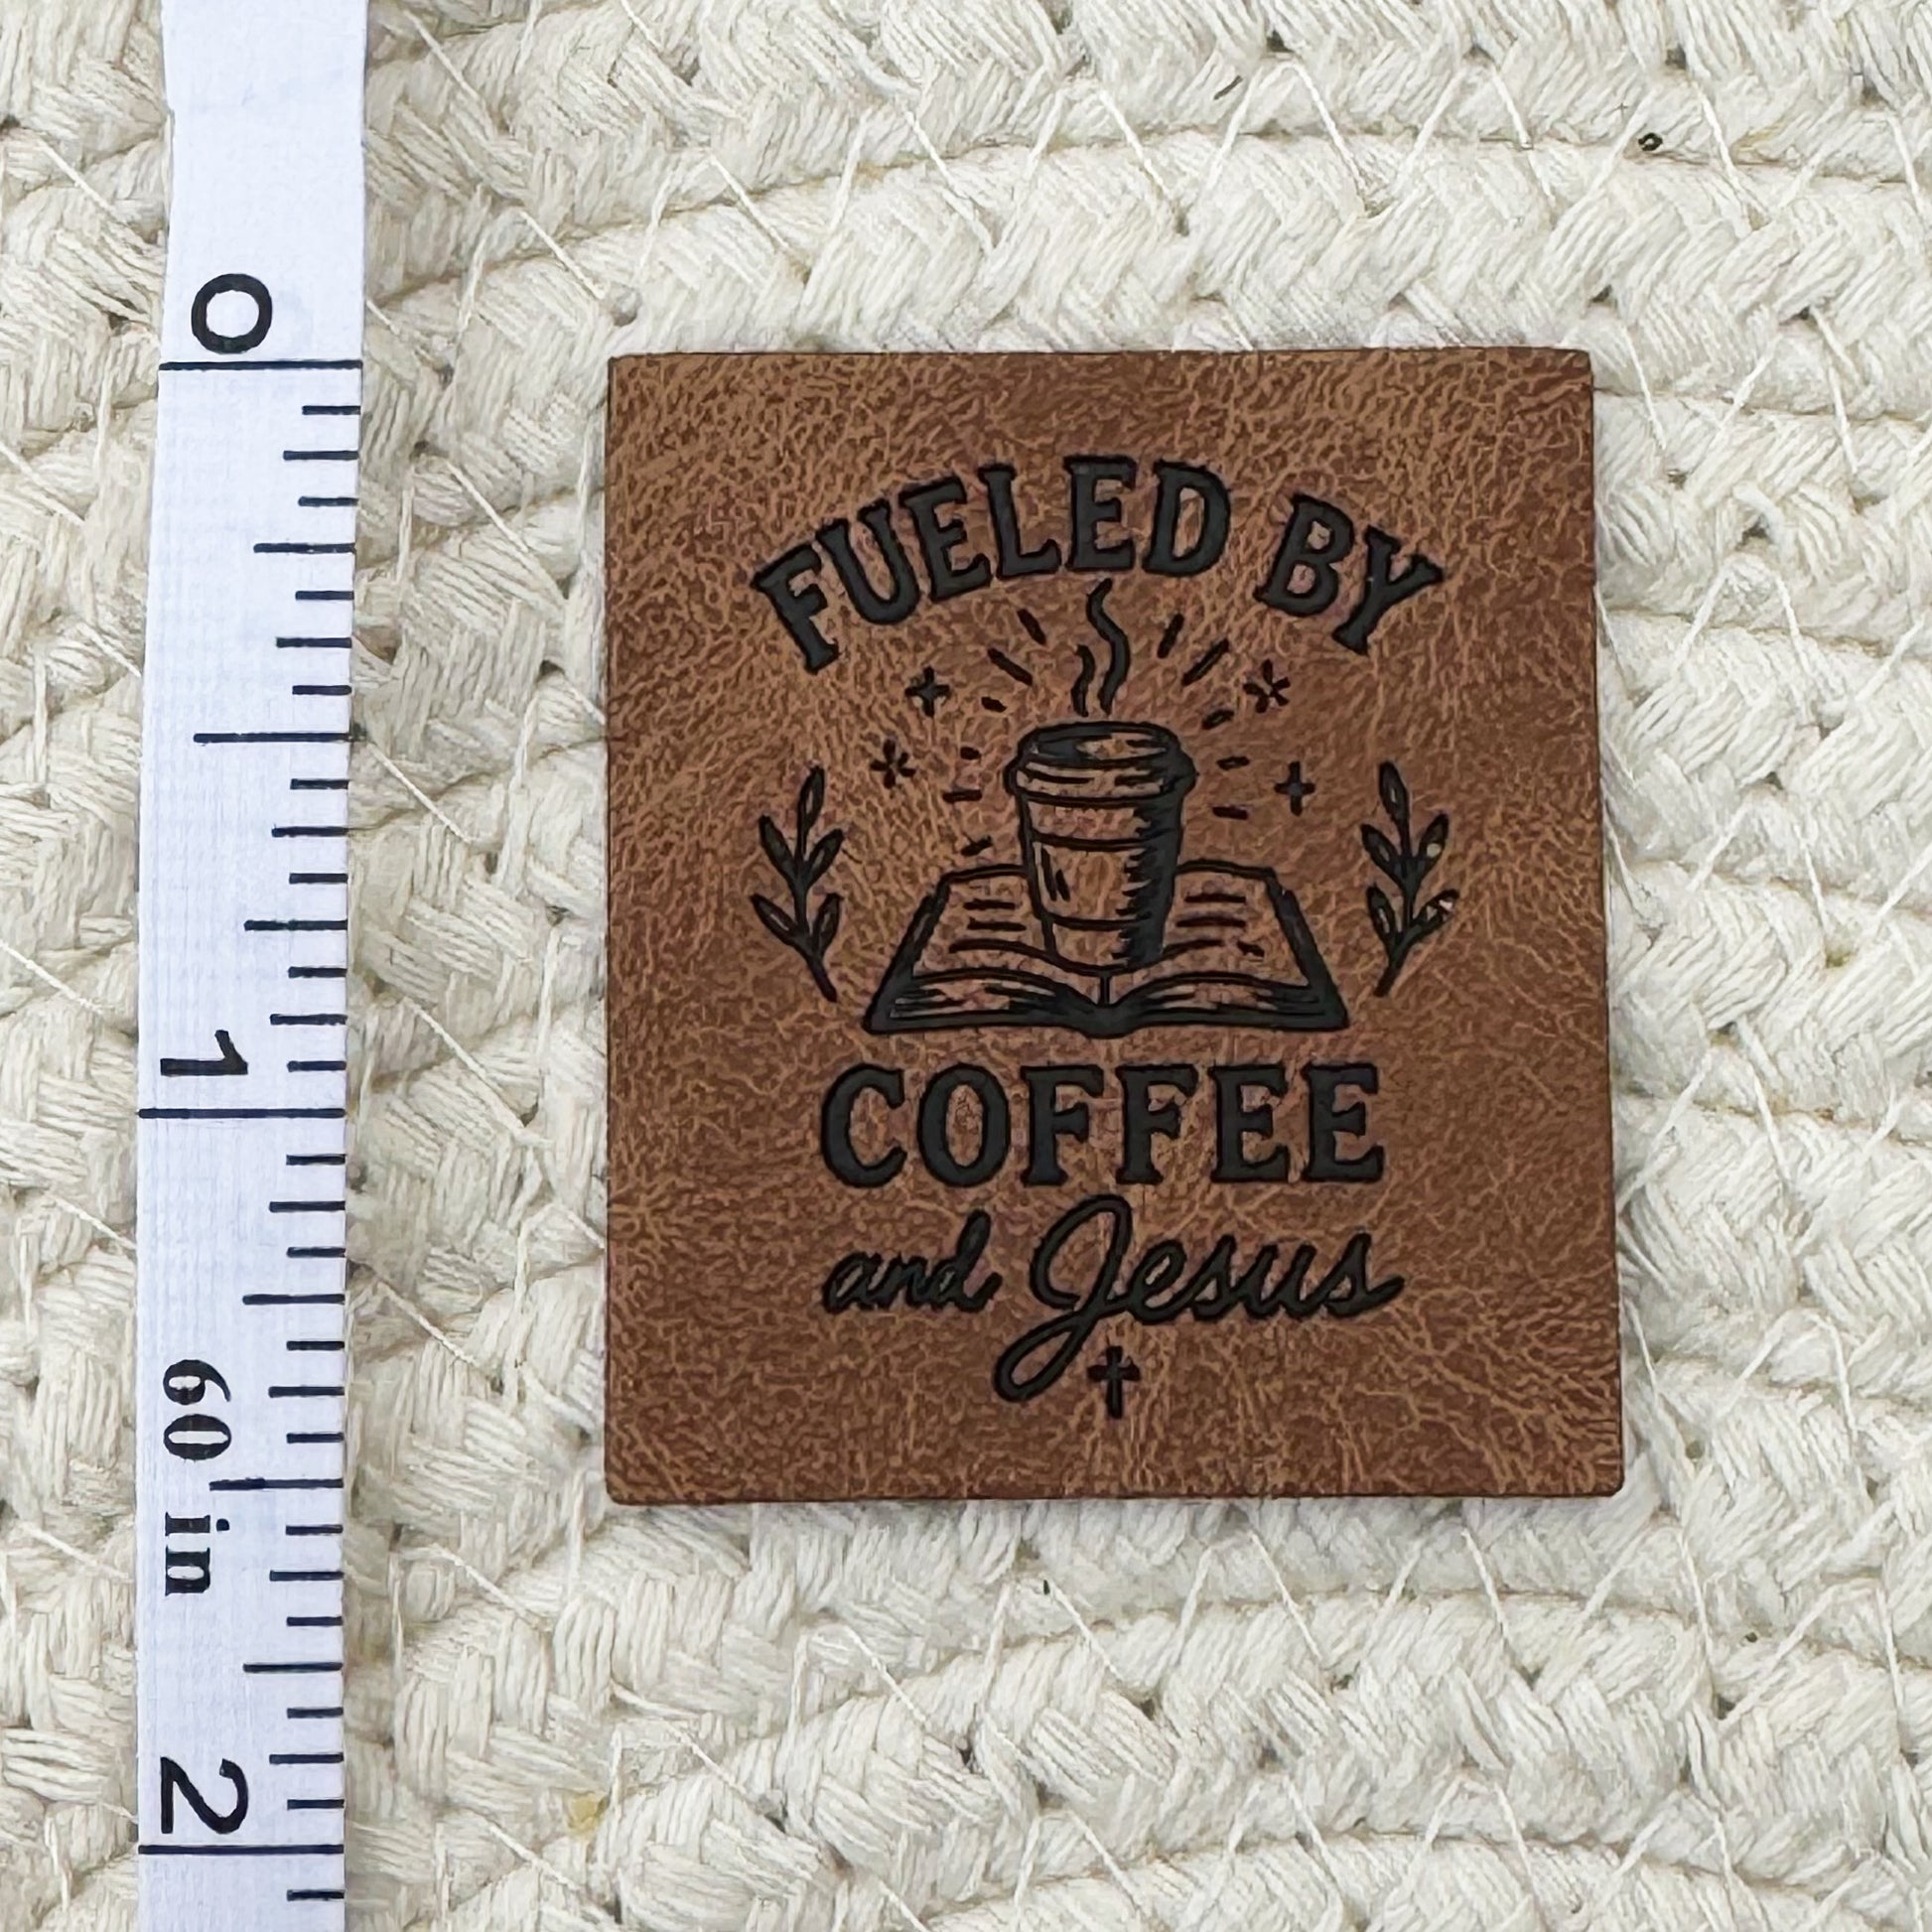 FUELED BY
COFFEE
and Jesus
0
1
60 in
2